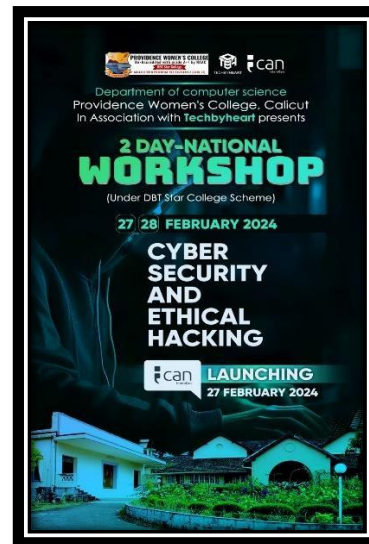 PROVIDENCE WOMEN'S COLLEGE
TECHBYHEART
can
Department of computer science
Providence Women's College, Calicut
In Association with Techbyheart presents
2 DAY-NATIONAL
WORKSHOP
(Under DBT Star College Scheme)
27 28 FEBRUARY 2024
CYBER
SECURITY
AND
ETHICAL
HACKING
can LAUNCHING
27 FEBRUARY 2024